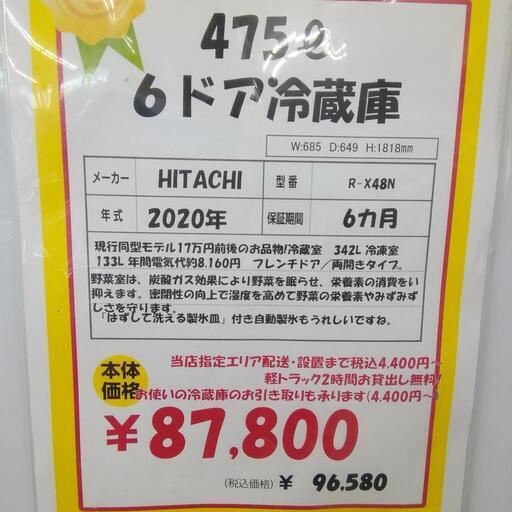 475ℓ
6ドア冷蔵庫
W:685 D:649 H:1818mm
メーカー HITACHI 型番 R-X48N
年式 2020年 保証期間 6カ月
現行同型モデル17万円前後のお品物!冷蔵室 342L 冷凍室
133L 年間電気代約8,160円 フレンチドア/両開きタイプ。
野菜室は、炭酸ガス効果により野菜を眠らせ、栄養素の消費をい
抑えます。密閉性の向上で湿度を高めて野菜の栄養素やみずみず
しさを守ります。
「はずして洗える製氷皿」付き自動製氷もうれしいですね。
当店指定エリア配送・設置まで税込4,400円~
軽トラック2時間お貸出し無料!
お使いの冷蔵庫のお引き取りも承ります(4,400円~)
本体
価格
¥87,800
(税込価格) ¥ 96,580